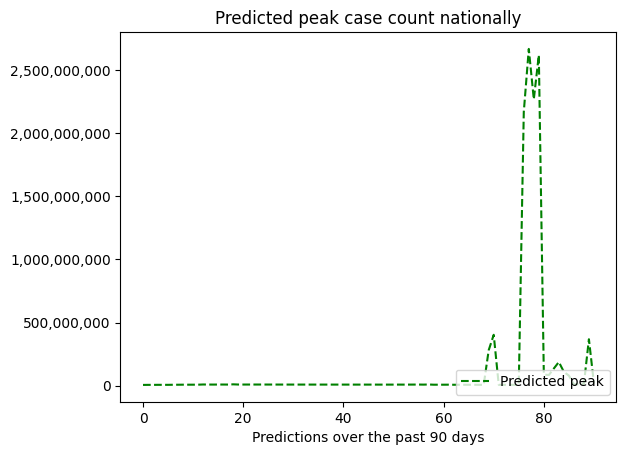 Predicted peak case count nationally
2,500,000,000
2,000,000,000
1,500,000,000
1,000,000,000
500,000,000
0
Predicted peak
0 20 40 60 80
Predictions over the past 90 days